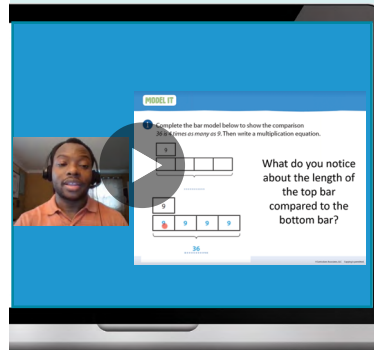 MODEL IT
1 Complete the bar model below to show the comparison
36 is 4 times as many as 9. Then write a multiplication equation.
9
What do you notice
about the length of
the top bar
compared to the
bottom bar?
9
9 9 9 9
36